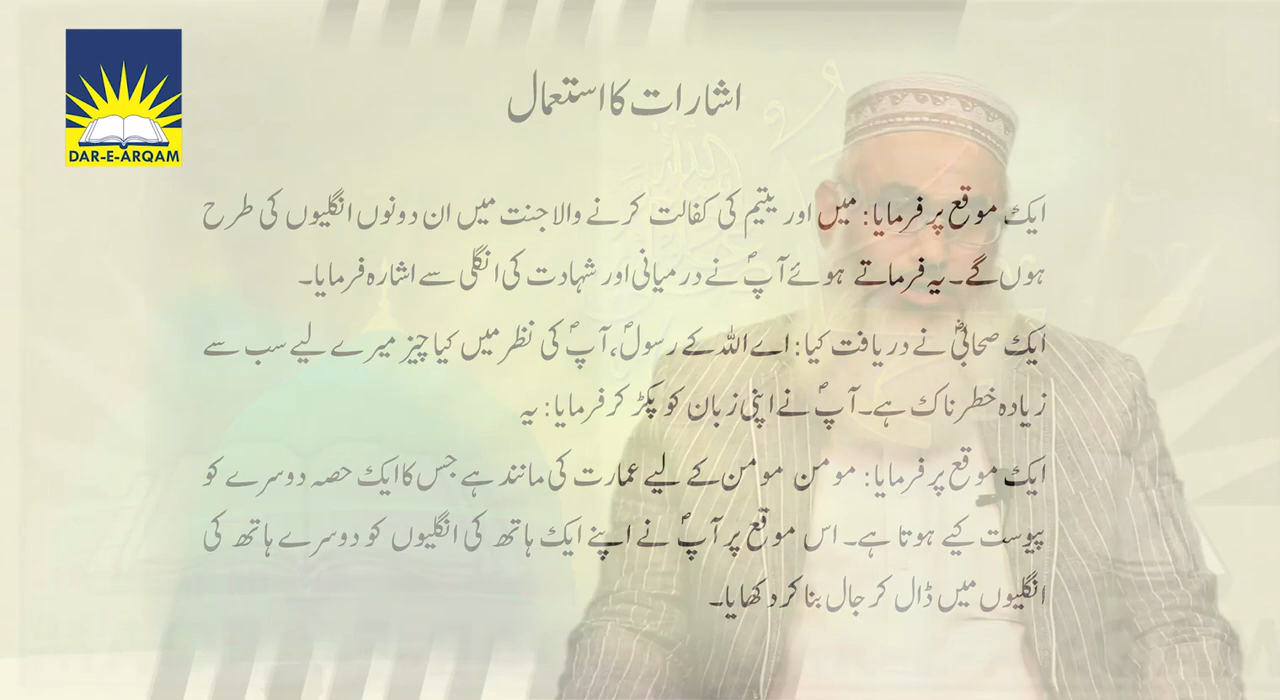 DAR-E-ARQAM
اشارات کا استعمال
ایک موقع پر فرمایا: میں اور یتیم کی کفالت کرنے والا جنت میں ان دونوں انگلیوں کی طرح
ہوں گے۔ یہ فرماتے ہوئے آپؐ نے درمیانی اور شہادت کی انگلی سے اشارہ فرمایا۔
ایک صحابیؓ نے دریافت کیا: اے اللہ کے رسولؐ، آپؐ کی نظر میں کیا چیز میرے لیے سب سے
زیادہ خطرناک ہے۔ آپؐ نے اپنی زبان کو پکڑ کر فرمایا: یہ
ایک موقع پر فرمایا: مومن مومن کے لیے عمارت کی مانند ہے جس کا ایک حصہ دوسرے کو
پیوست کیے ہوتا ہے۔ اس موقع پر آپؐ نے اپنے ایک ہاتھ کی انگلیوں کو دوسرے ہاتھ کی
انگلیوں میں ڈال کر جال بنا کر دکھایا۔